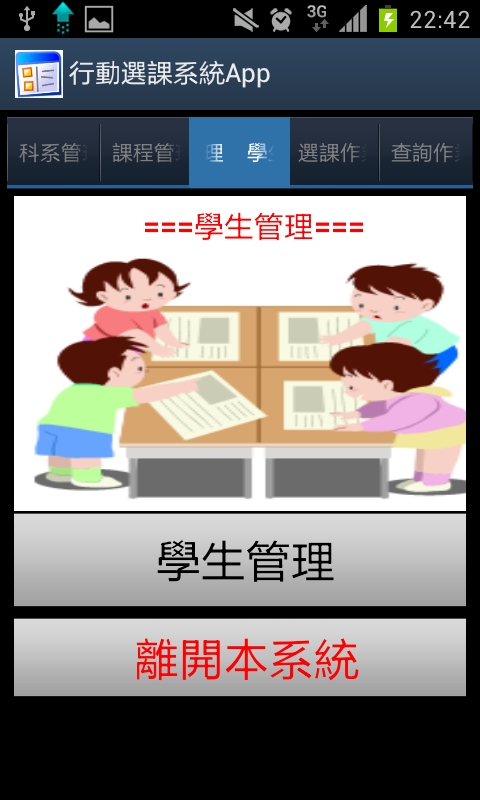 3G 22:42
行動選課系統App
科系管 課程管 理 學 選課作 查詢作
===學生管理===
學生管理
離開本系統